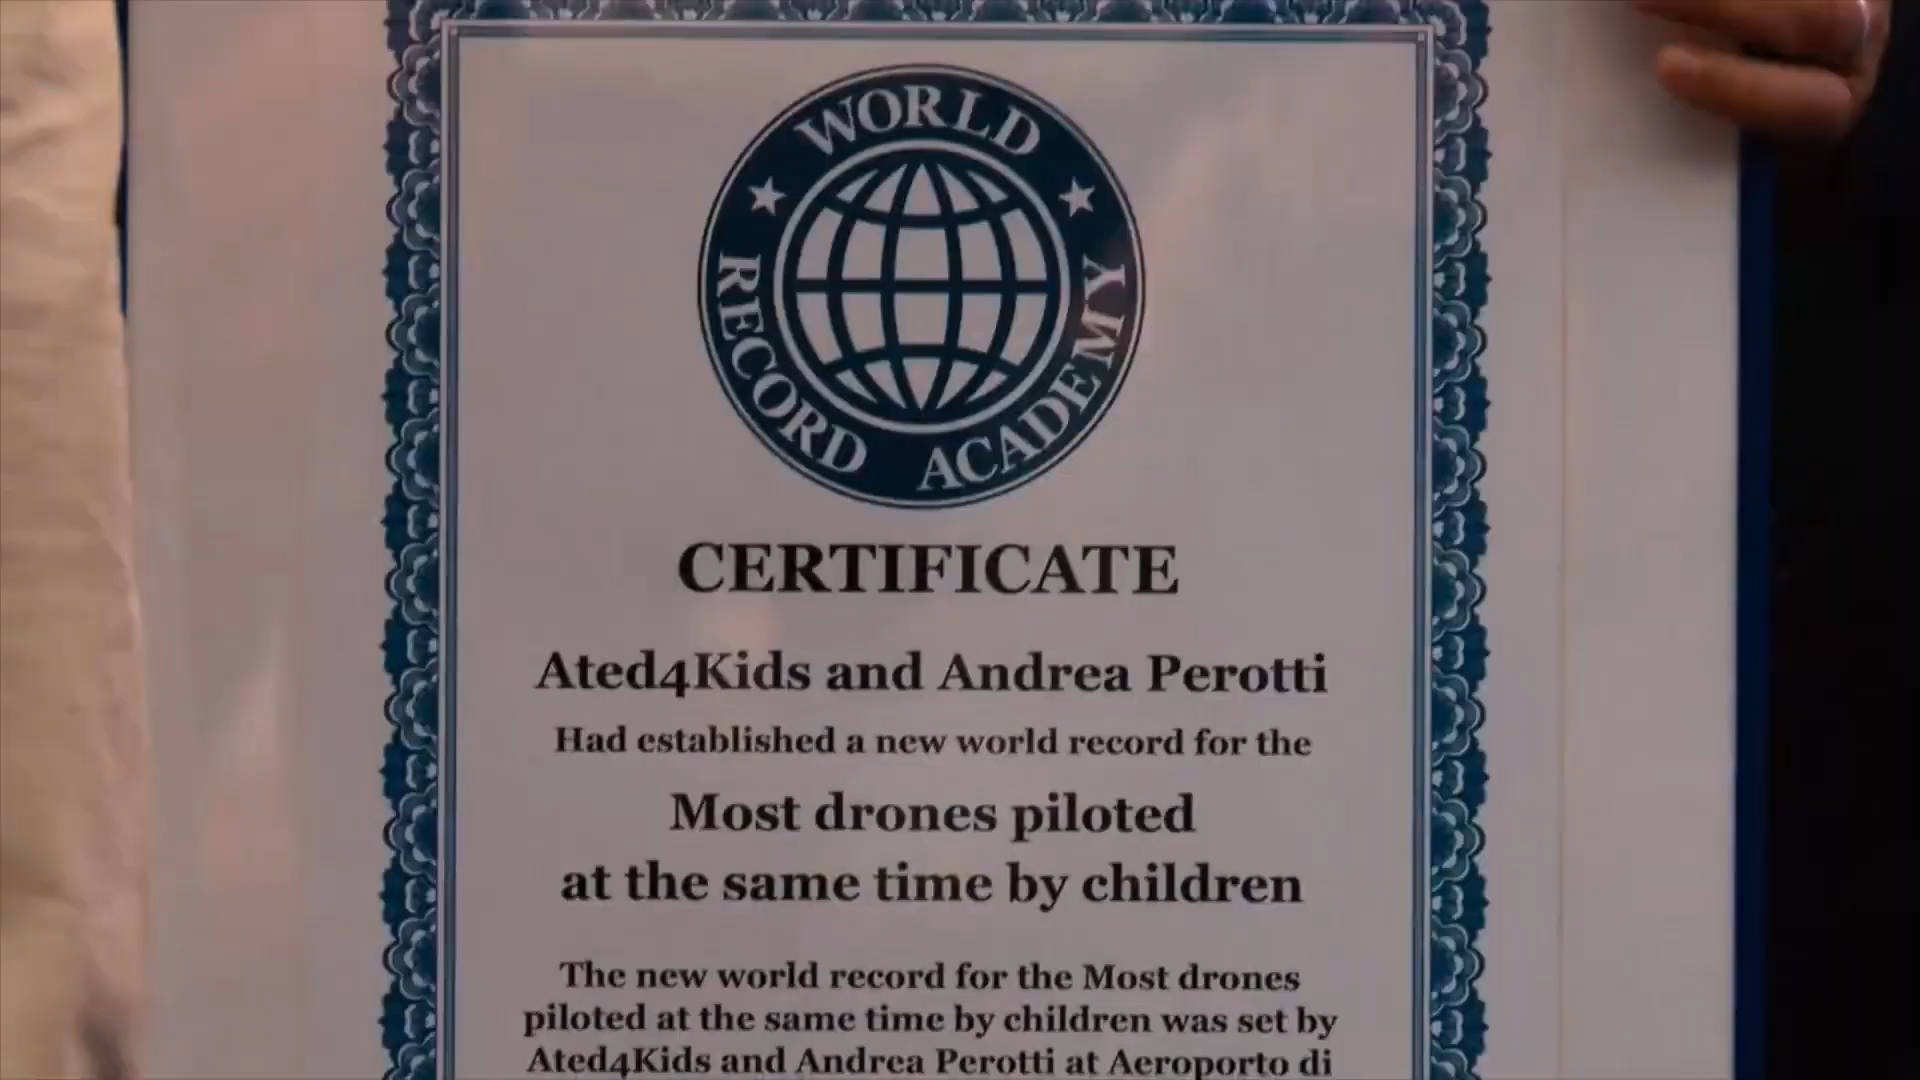 WORLD
RECORD ACADEMY
CERTIFICATE
Ated4Kids and Andrea Perotti
Had established a new world record for the
Most drones piloted
at the same time by children
The new world record for the Most drones
piloted at the same time by children was set by
Ated4Kids and Andrea Perotti at Aeroporto di